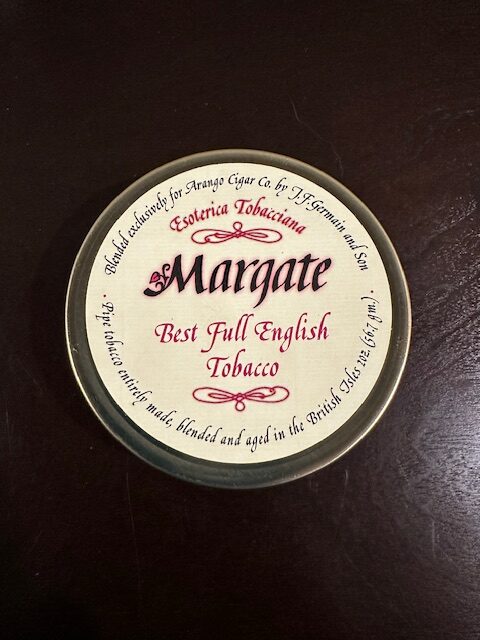 Blended exclusively for Arango Cigar Co. by J.F.Germain and Son
Esoterica Tobacciana
Margate
Best Full English
Tobacco
· Pipe tobacco entirely made, blended and aged in the British Isles 2oz.(56.7 gm.) ·